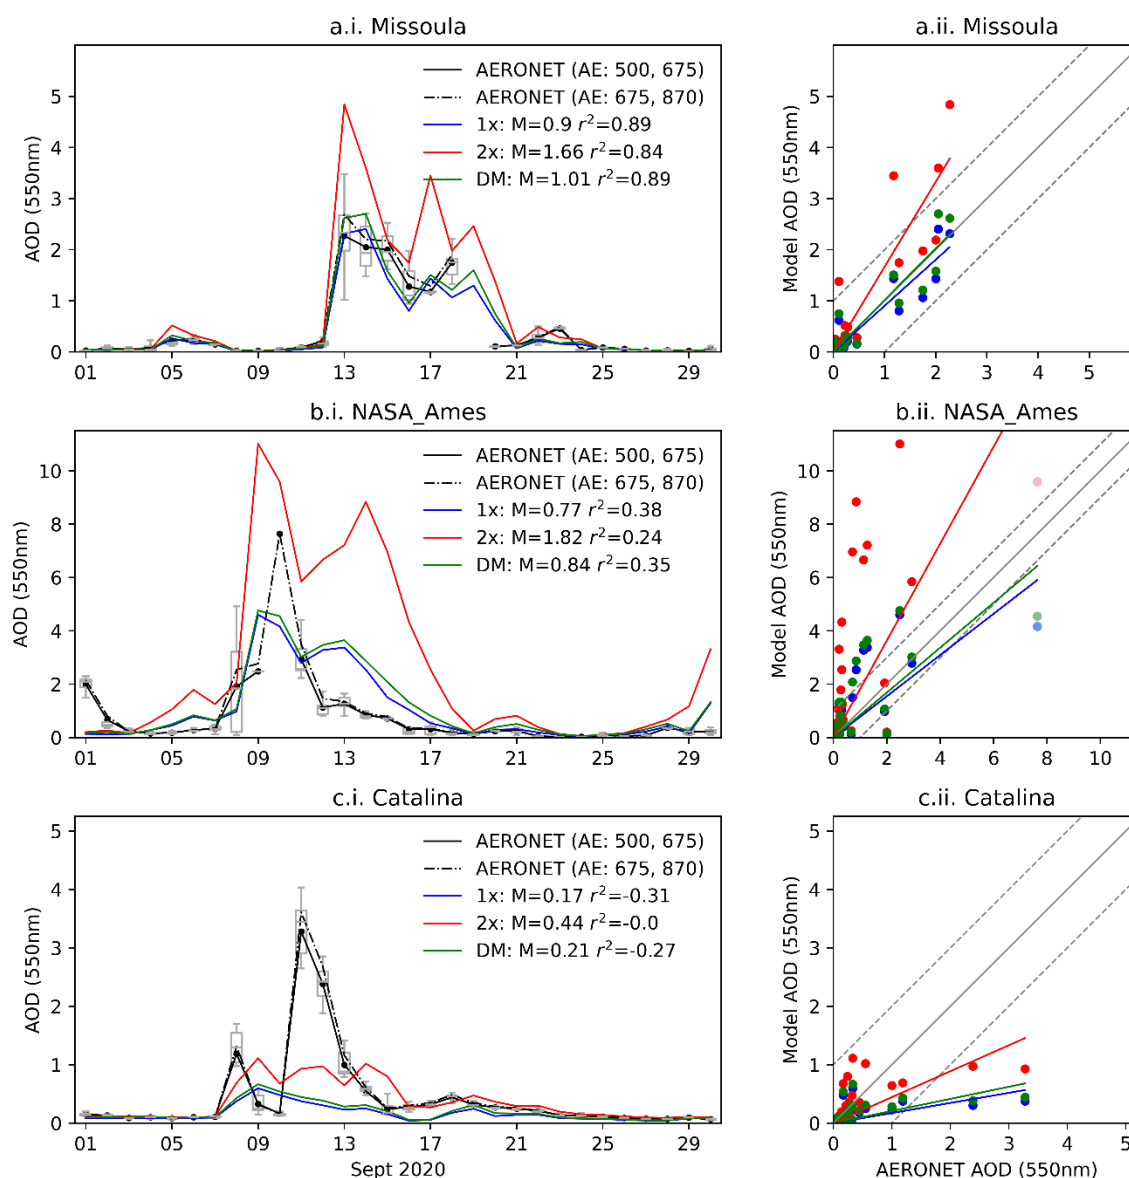 a.i. Missoula
AOD (550nm)
5
4
3
2
1
0
AERONET (AE: 500, 675)
AERONET (AE: 675, 870)
1x: M=0.9 r²=0.89
2x: M=1.66 r²=0.84
DM: M=1.01 r²=0.89
01 05 09 13 17 21 25 29
a.ii. Missoula
Model AOD (550nm)
5
4
3
2
1
0
0 1 2 3 4 5
b.i. NASA_Ames
AOD (550nm)
10
8
6
4
2
0
AERONET (AE: 500, 675)
AERONET (AE: 675, 870)
1x: M=0.77 r²=0.38
2x: M=1.82 r²=0.24
DM: M=0.84 r²=0.35
01 05 09 13 17 21 25 29
b.ii. NASA_Ames
Model AOD (550nm)
10
8
6
4
2
0
0 2 4 6 8 10
c.i. Catalina
AOD (550nm)
5
4
3
2
1
0
AERONET (AE: 500, 675)
AERONET (AE: 675, 870)
1x: M=0.17 r²=-0.31
2x: M=0.44 r²=-0.0
DM: M=0.21 r²=-0.27
01 05 09 13 17 21 25 29
Sept 2020
c.ii. Catalina
Model AOD (550nm)
5
4
3
2
1
0
0 1 2 3 4 5
AERONET AOD (550nm)